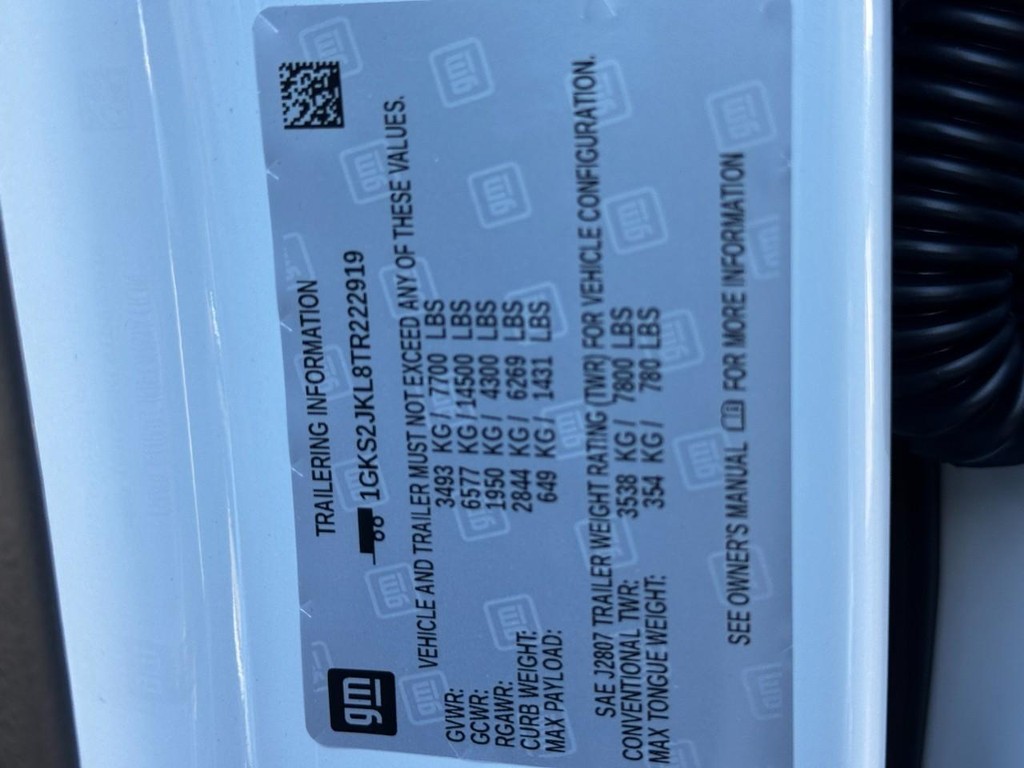 gm
TRAILERING INFORMATION
1GKS2JKL8TR222919
VEHICLE AND TRAILER MUST NOT EXCEED ANY OF THESE VALUES.
GVWR: 3493 KG / 7700 LBS
GCWR: 6577 KG / 14500 LBS
RGAWR: 1950 KG / 4300 LBS
CURB WEIGHT: 2844 KG / 6269 LBS
MAX PAYLOAD: 649 KG / 1431 LBS
SAE J2807 TRAILER WEIGHT RATING (TWR) FOR VEHICLE CONFIGURATION.
CONVENTIONAL TWR: 3538 KG / 7800 LBS
MAX TONGUE WEIGHT: 354 KG / 780 LBS
SEE OWNER'S MANUAL FOR MORE INFORMATION